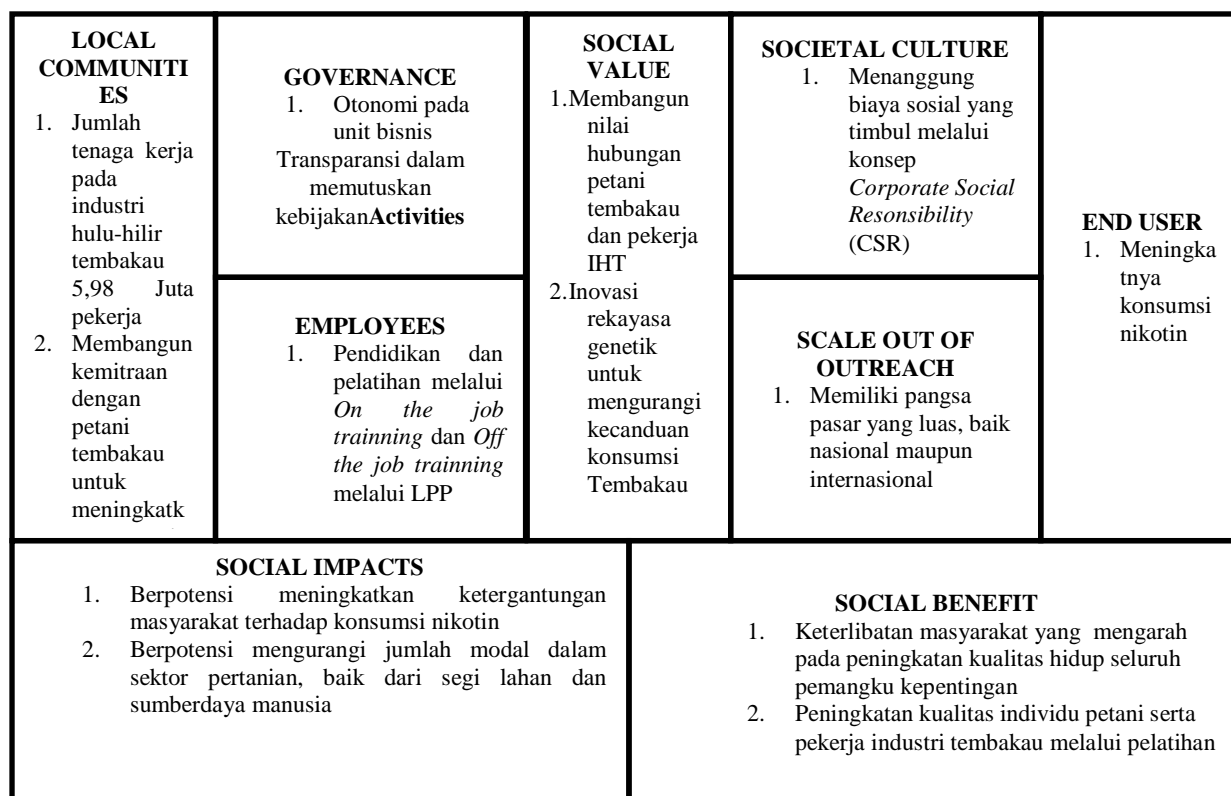 LOCAL
COMMUNITI
ES
1. Jumlah
tenaga kerja
pada
industri
hulu-hilir
tembakau
5,98 Juta
pekerja
2. Membangun
kemitraan
dengan
petani
tembakau
untuk
meningkatk
GOVERNANCE
1. Otonomi pada
unit bisnis
Transparansi dalam
memutuskan
kebijakanActivities
EMPLOYEES
1. Pendidikan dan
pelatihan melalui
On the job
trainning dan Off
the job trainning
melalui LPP
SOCIAL
VALUE
1.Membangun
nilai
hubungan
petani
tembakau
dan pekerja
IHT
2.Inovasi
rekayasa
genetik
untuk
mengurangi
kecanduan
konsumsi
Tembakau
SOCIETAL CULTURE
1. Menanggung
biaya sosial yang
timbul melalui
konsep
Corporate Social
Resonsibility
(CSR)
SCALE OUT OF
OUTREACH
1. Memiliki pangsa
pasar yang luas, baik
nasional maupun
internasional
END USER
1. Meningka
tnya
konsumsi
nikotin
SOCIAL IMPACTS
1. Berpotensi meningkatkan ketergantungan
masyarakat terhadap konsumsi nikotin
2. Berpotensi mengurangi jumlah modal dalam
sektor pertanian, baik dari segi lahan dan
sumberdaya manusia
SOCIAL BENEFIT
1. Keterlibatan masyarakat yang mengarah
pada peningkatan kualitas hidup seluruh
pemangku kepentingan
2. Peningkatan kualitas individu petani serta
pekerja industri tembakau melalui pelatihan